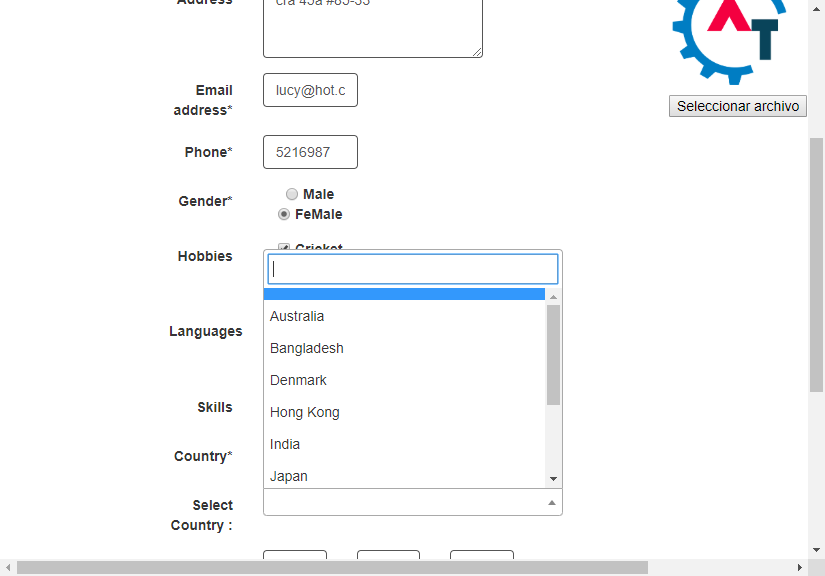 Address
cra 45a #65-55
Email
address*
lucy@hot.c
Seleccionar archivo
Phone*
5216987
Gender*
Male
FeMale
Hobbies
Cricket
Australia
Bangladesh
Denmark
Hong Kong
India
Japan
Languages
Skills
Country*
Select
Country :